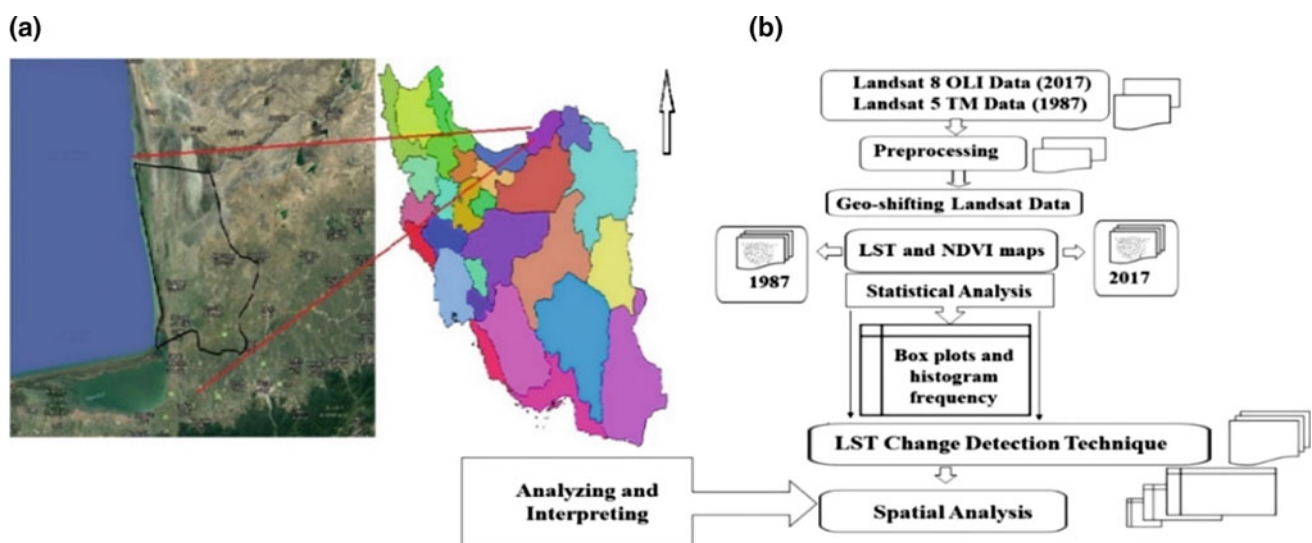 (a)
(b)
Landsat 8 OLI Data (2017)
Landsat 5 TM Data (1987)
Preprocessing
Geo-shifting Landsat Data
LST and NDVI maps
1987
2017
Statistical Analysis
Box plots and
histogram
frequency
LST Change Detection Technique
Analyzing and
Interpreting
Spatial Analysis